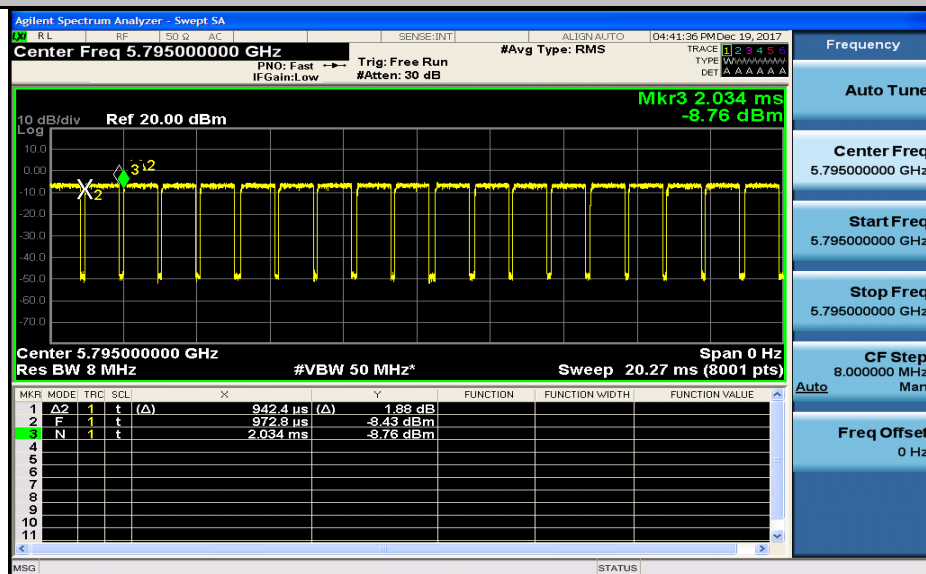 Agilent Spectrum Analyzer - Swept SA
LXI RL RF 50 Ω AC SENSE:INT ALIGN AUTO 04:41:36 PM Dec 19, 2017
Center Freq 5.795000000 GHz
#Avg Type: RMS
TRACE 1 2 3 4 5 6
PNO: Fast Trig: Free Run
TYPE WWWWWW
IFGain:Low #Atten: 30 dB
DET A A A A A A
Mkr3 2.034 ms
10 dB/div Ref 20.00 dBm -8.76 dBm
Log
10.0
0.00
-10.0
-20.0
-30.0
-40.0
-50.0
-60.0
-70.0
3 2
2
Center 5.795000000 GHz Span 0 Hz
Res BW 8 MHz #VBW 50 MHz* Sweep 20.27 ms (8001 pts)
MKR MODE TRC SCL X Y FUNCTION FUNCTION WIDTH FUNCTION VALUE
1 Δ2 1 t (Δ) 942.4 µs (Δ) 1.88 dB
2 F 1 t 972.8 µs -8.43 dBm
3 N 1 t 2.034 ms -8.76 dBm
4
5
6
7
8
9
10
11
MSG STATUS
Frequency
Auto Tune
Center Freq
5.795000000 GHz
Start Freq
5.795000000 GHz
Stop Freq
5.795000000 GHz
CF Step
8.000000 MHz
Auto Man
Freq Offset
0 Hz